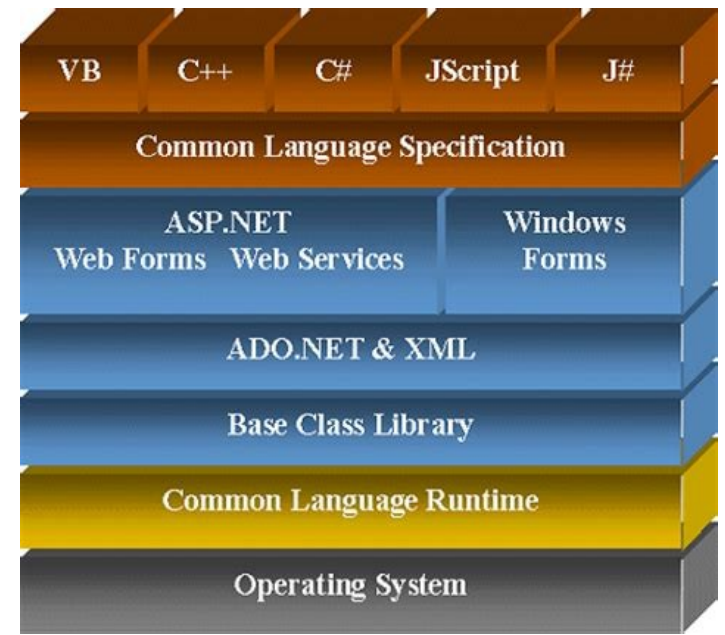 VB C++ C# JScript J#
Common Language Specification
ASP.NET
Web Forms Web Services
Windows
Forms
ADO.NET & XML
Base Class Library
Common Language Runtime
Operating System